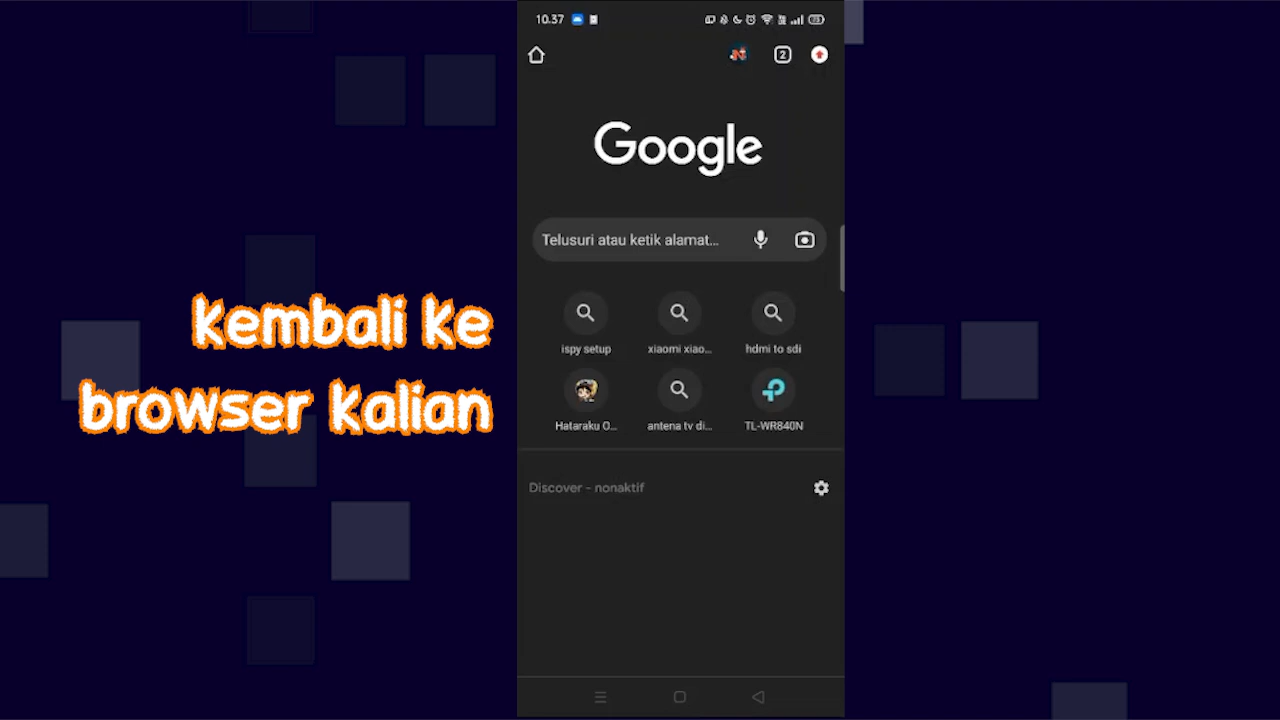 10.37
2
Google
Telusuri atau ketik alamat...
ispy setup
xiaomi xiao...
hdmi to sdi
Hataraku O...
antena tv di...
TL-WR840N
Discover - nonaktif
kembali ke
browser kalian